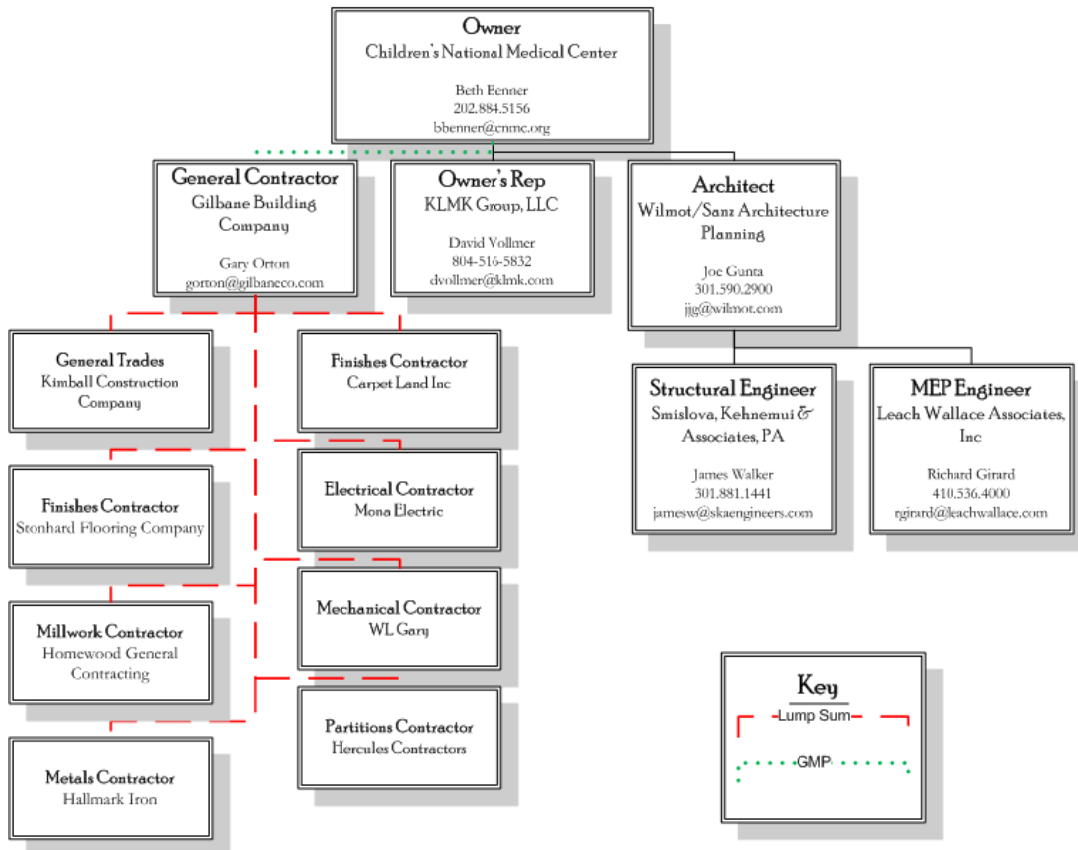 Owner
Children's National Medical Center
Beth Benner
202.884.5156
bbenner@cnmc.org
General Contractor
Gilbane Building
Company
Gary Orton
gorton@gilbaneco.com
Owner's Rep
KLMK Group, LLC
David Vollmer
804-516-5832
dvollmer@klmk.com
Architect
Wilmot/Sanz Architecture
Planning
Joe Gunta
301.590.2900
jjg@wilmot.com
General Trades
Kimball Construction
Company
Finishes Contractor
Carpet Land Inc
Structural Engineer
Smislova, Kehnemui &
Associates, PA
James Walker
301.881.1441
jamesw@skaengineers.com
MEP Engineer
Leach Wallace Associates,
Inc
Richard Girard
410.536.4000
rgirard@leachwallace.com
Finishes Contractor
Stonhard Flooring Company
Electrical Contractor
Mona Electric
Millwork Contractor
Homewood General
Contracting
Mechanical Contractor
WL Gary
Metals Contractor
Hallmark Iron
Partitions Contractor
Hercules Contractors
Key
Lump Sum
GMP